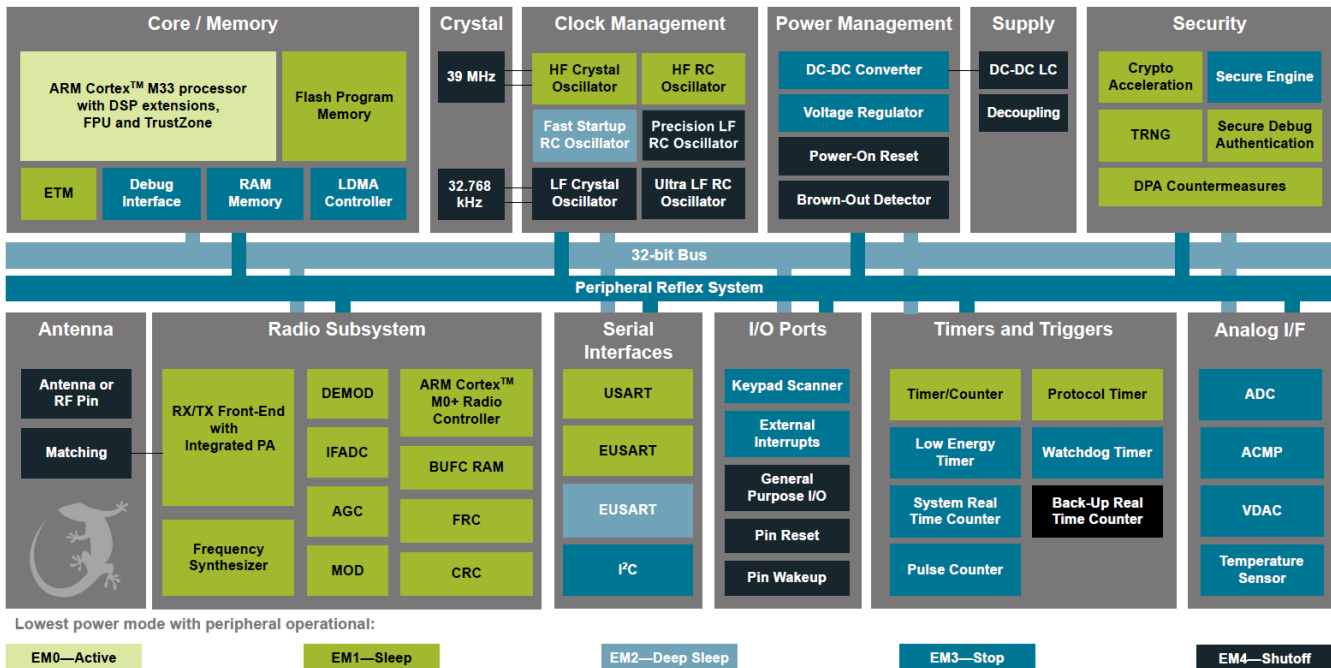 Core / Memory
ARM Cortex™ M33 processor
with DSP extensions,
FPU and TrustZone
Flash Program
Memory
ETM
Debug
Interface
RAM
Memory
LDMA
Controller
Crystal
39 MHz
32.768
kHz
Clock Management
HF Crystal
Oscillator
HF RC
Oscillator
Fast Startup
RC Oscillator
Precision LF
RC Oscillator
LF Crystal
Oscillator
Ultra LF RC
Oscillator
Power Management
DC-DC Converter
Voltage Regulator
Power-On Reset
Brown-Out Detector
Supply
DC-DC LC
Decoupling
Security
Crypto
Acceleration
Secure Engine
TRNG
Secure Debug
Authentication
DPA Countermeasures
32-bit Bus
Peripheral Reflex System
Antenna
Antenna or
RF Pin
Matching
Radio Subsystem
RX/TX Front-End
with
Integrated PA
Frequency
Synthesizer
DEMOD
IFADC
AGC
MOD
ARM Cortex™
M0+ Radio
Controller
BUFC RAM
FRC
CRC
Serial
Interfaces
USART
EUSART
EUSART
I²C
I/O Ports
Keypad Scanner
External
Interrupts
General
Purpose I/O
Pin Reset
Pin Wakeup
Timers and Triggers
Timer/Counter
Protocol Timer
Low Energy
Timer
Watchdog Timer
System Real
Time Counter
Back-Up Real
Time Counter
Pulse Counter
Analog I/F
ADC
ACMP
VDAC
Temperature
Sensor
Lowest power mode with peripheral operational:
EM0—Active
EM1—Sleep
EM2—Deep Sleep
EM3—Stop
EM4—Shutoff